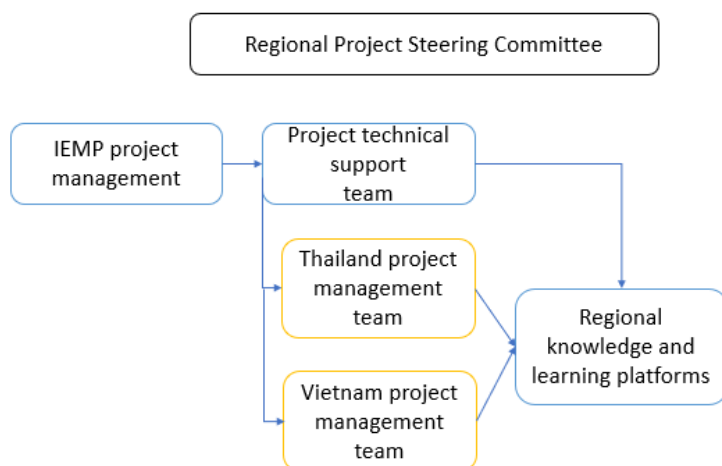 Regional Project Steering Committee
IEMP project
management
Project technical
support
team
Thailand project
management
team
Vietnam project
management
team
Regional
knowledge and
learning platforms